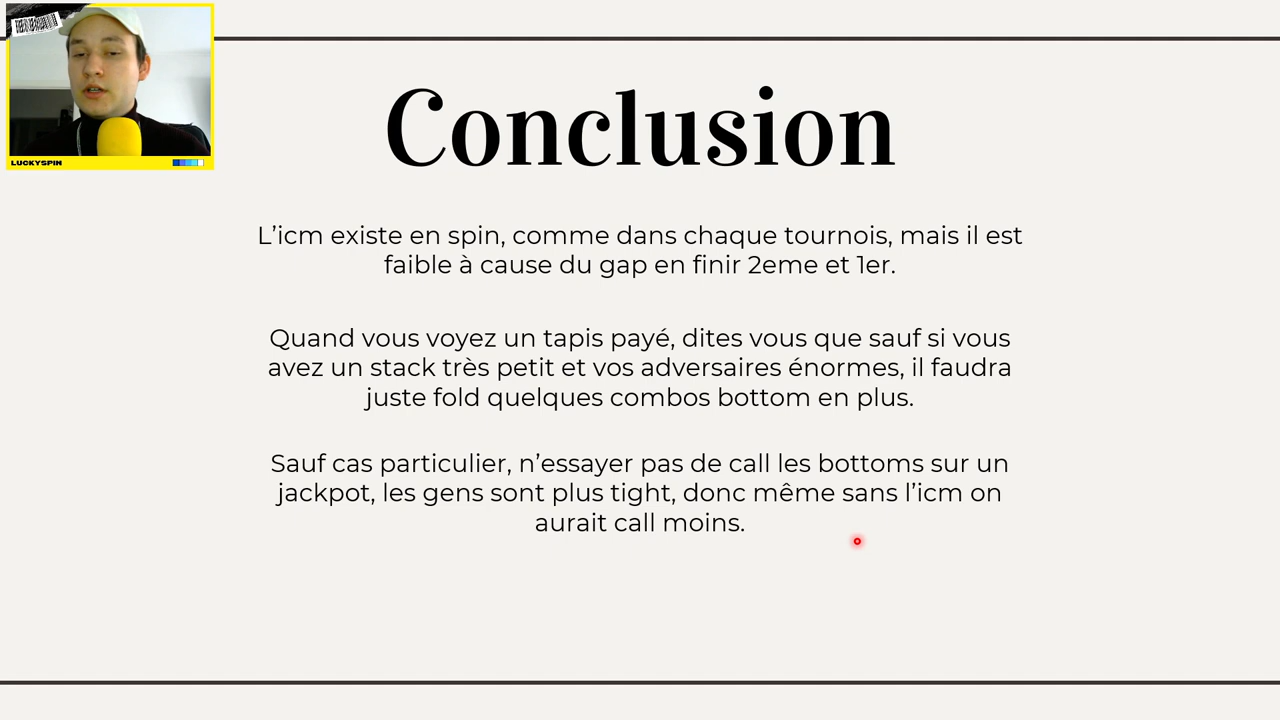 LUCKYSPIN
Conclusion
L’icm existe en spin, comme dans chaque tournois, mais il est
faible à cause du gap en finir 2eme et 1er.
Quand vous voyez un tapis payé, dites vous que sauf si vous
avez un stack très petit et vos adversaires énormes, il faudra
juste fold quelques combos bottom en plus.
Sauf cas particulier, n’essayer pas de call les bottoms sur un
jackpot, les gens sont plus tight, donc même sans l’icm on
aurait call moins.